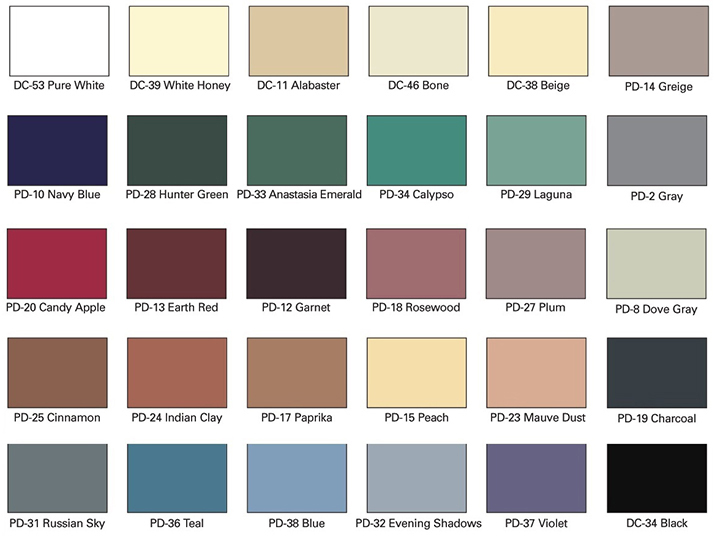 DC-53 Pure White
DC-39 White Honey
DC-11 Alabaster
DC-46 Bone
DC-38 Beige
PD-14 Greige
PD-10 Navy Blue
PD-28 Hunter Green
PD-33 Anastasia Emerald
PD-34 Calypso
PD-29 Laguna
PD-2 Gray
PD-20 Candy Apple
PD-13 Earth Red
PD-12 Garnet
PD-18 Rosewood
PD-27 Plum
PD-8 Dove Gray
PD-25 Cinnamon
PD-24 Indian Clay
PD-17 Paprika
PD-15 Peach
PD-23 Mauve Dust
PD-19 Charcoal
PD-31 Russian Sky
PD-36 Teal
PD-38 Blue
PD-32 Evening Shadows
PD-37 Violet
DC-34 Black